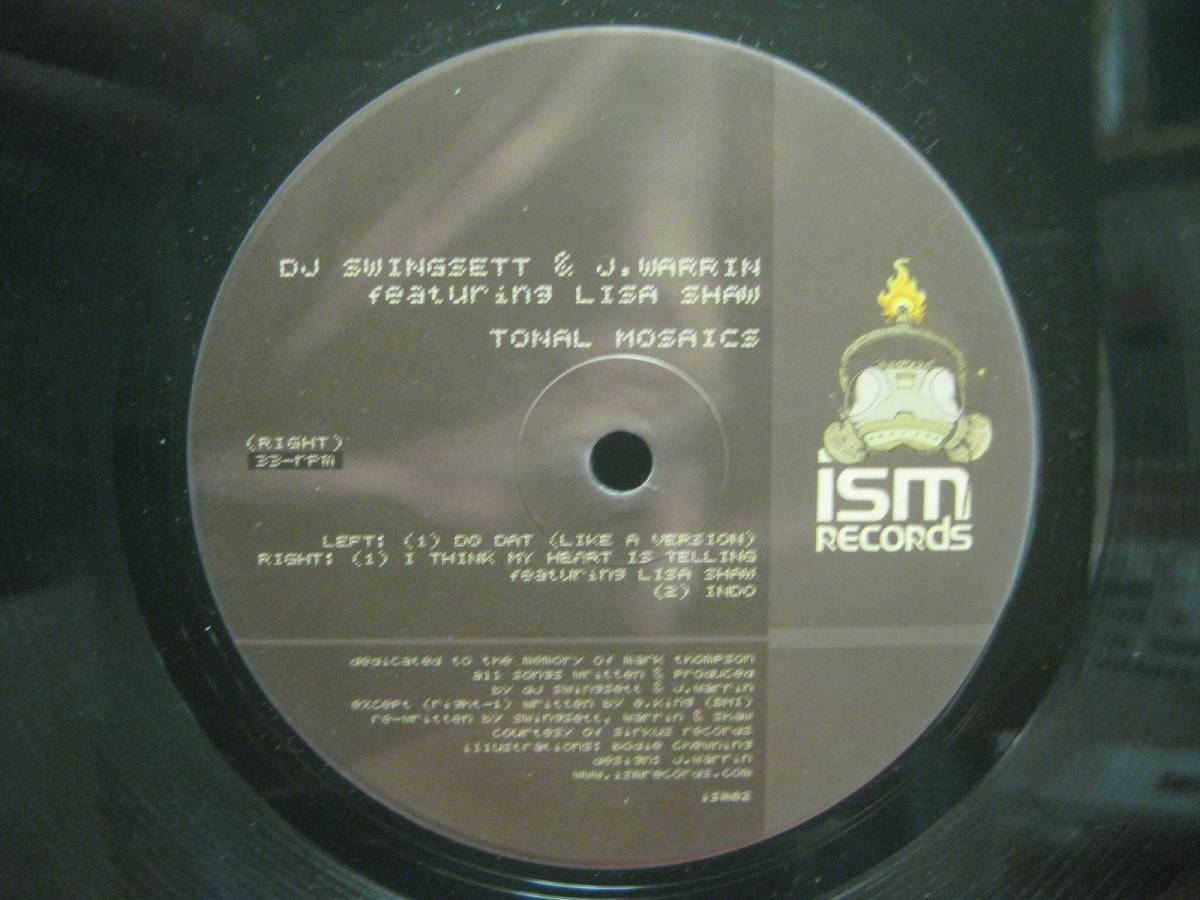 DJ SWINGSETT & J.WARRIN
featuring LISA SHAW
TONAL MOSAICS
(RIGHT)
33-rPM
ism
RECORDS
LEFT: (1) DO DAT (LIKE A VERSION)
RIGHT: (1) I THINK MY HEART IS TELLING
featuring LISA SHAW
(2) INDO
dedicated to the memory of mark thompson
all songs written & produced
by dJ swingsett & J.warrin
except (right-1) written by e.king (BMI)
re-written by swingsett, warrin & shaw
courtesy of sirkus records
illustrations: bodie chewning
design: J.warrin
www.ismrecords.com
ism02